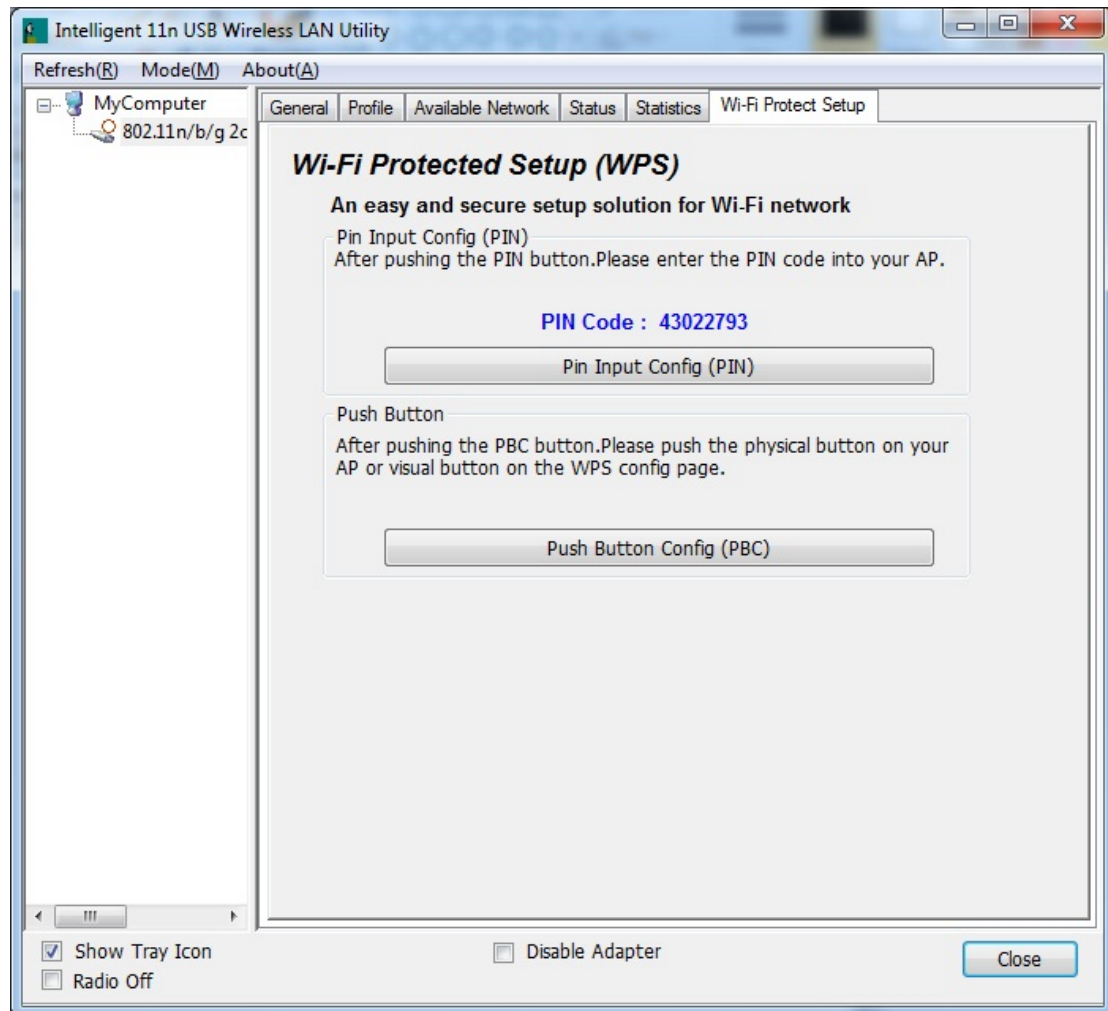 Intelligent 11n USB Wireless LAN Utility
Refresh(R) Mode(M) About(A)
MyComputer
802.11n/b/g 2c
General Profile Available Network Status Statistics Wi-Fi Protect Setup
Wi-Fi Protected Setup (WPS)
An easy and secure setup solution for Wi-Fi network
Pin Input Config (PIN)
After pushing the PIN button.Please enter the PIN code into your AP.
PIN Code : 43022793
Pin Input Config (PIN)
Push Button
After pushing the PBC button.Please push the physical button on your
AP or visual button on the WPS config page.
Push Button Config (PBC)
Show Tray Icon
Radio Off
Disable Adapter
Close